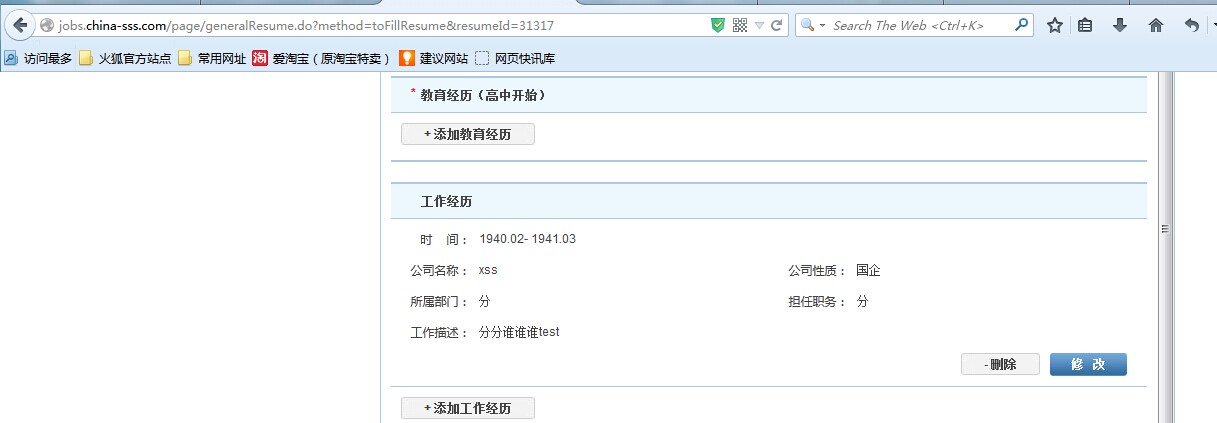 jobs.china-sss.com/page/generalResume.do?method=toFillResume&resumeId=31317
Search The Web <Ctrl+K>
访问最多 火狐官方站点 常用网址 淘 爱淘宝（原淘宝特卖） 建议网站 网页快讯库
* 教育经历（高中开始）
+添加教育经历
工作经历
时 间： 1940.02- 1941.03
公司名称： xss 公司性质： 国企
所属部门： 分 担任职务： 分
工作描述： 分分谁谁谁test
-删除 修 改
+添加工作经历